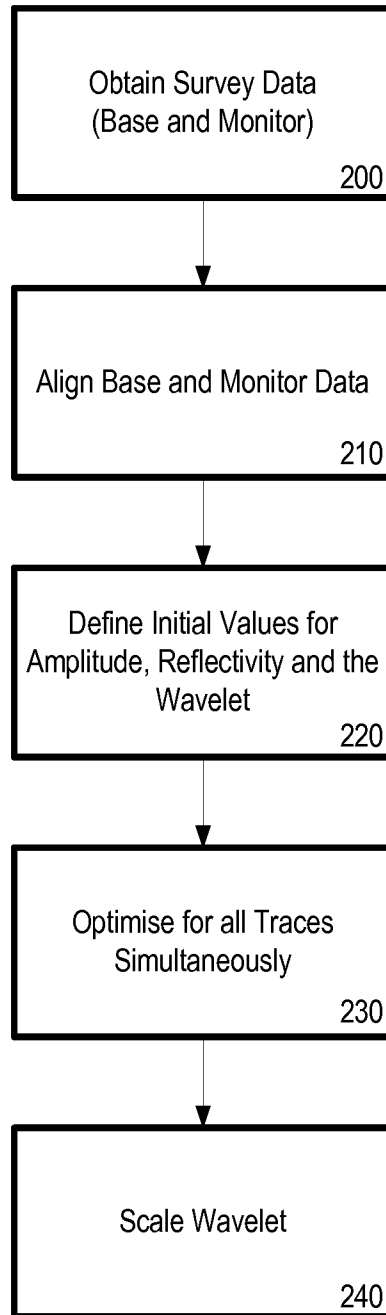 Obtain Survey Data
(Base and Monitor)
200
Align Base and Monitor Data
210
Define Initial Values for
Amplitude, Reflectivity and the
Wavelet
220
Optimise for all Traces
Simultaneously
230
Scale Wavelet
240